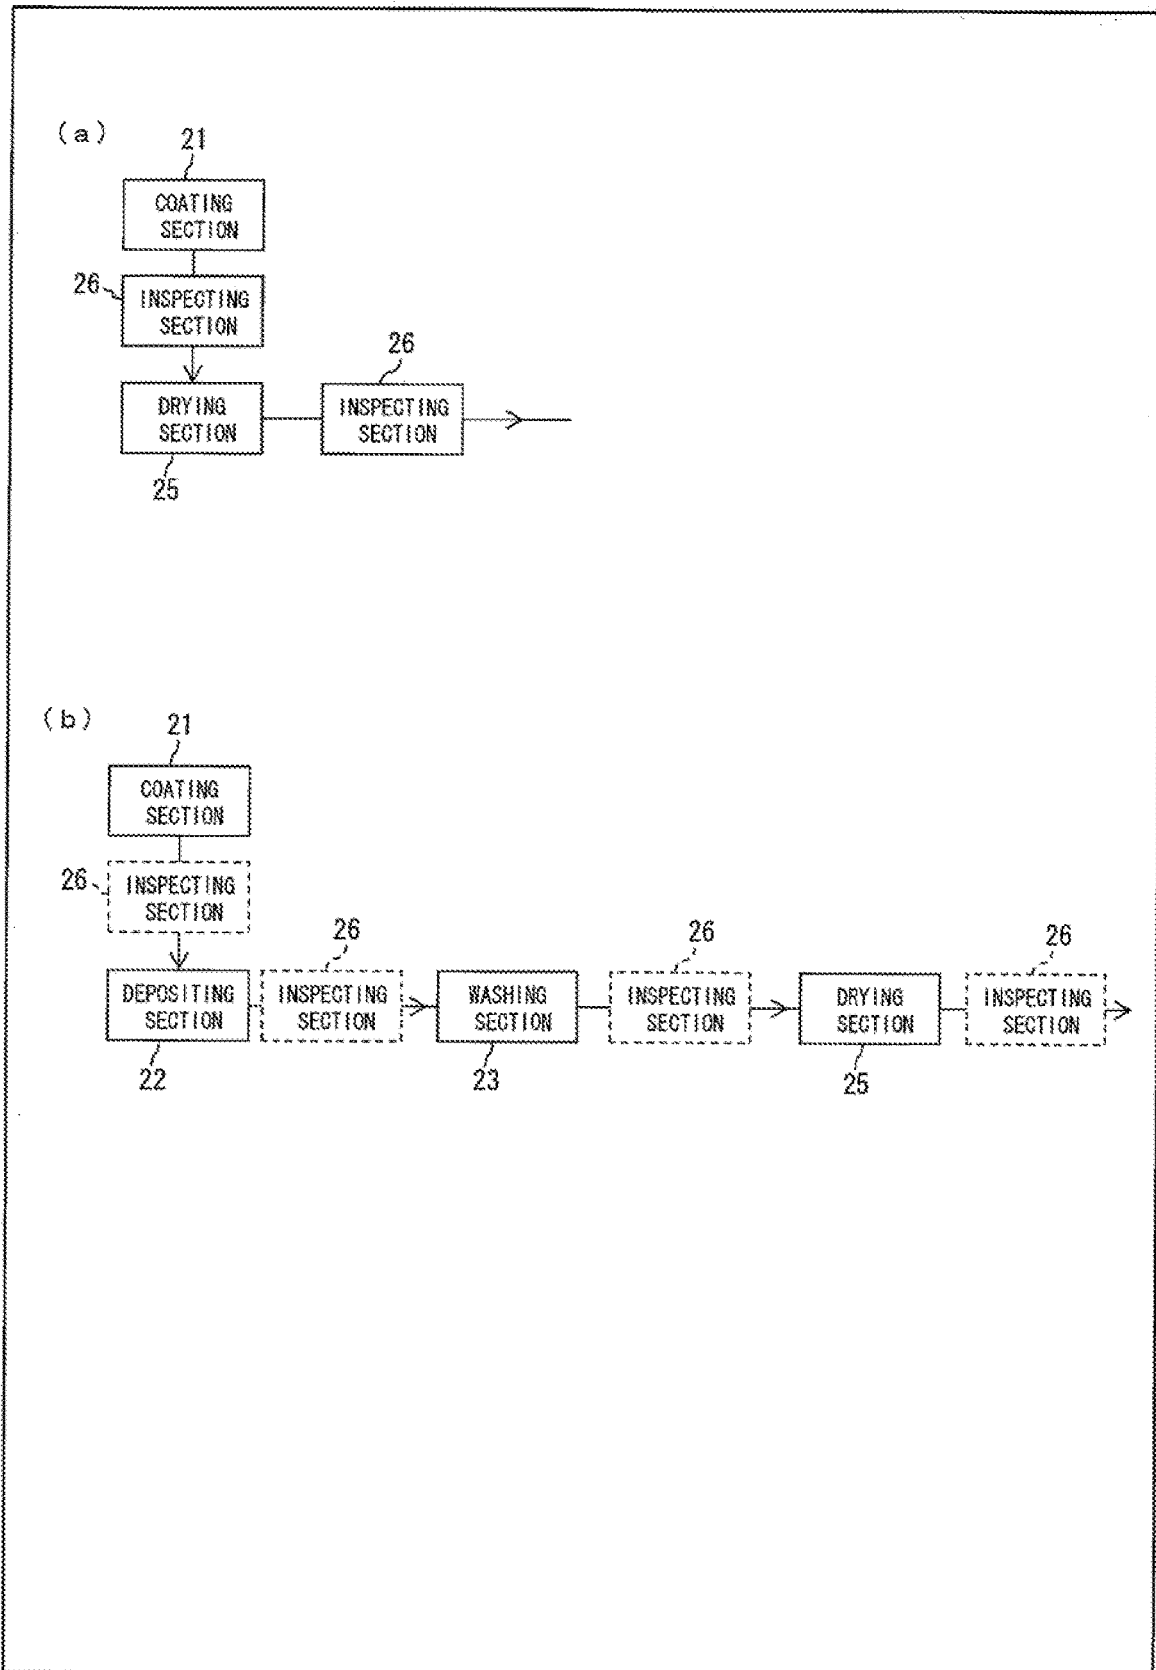 (a)
21
COATING
SECTION
26
INSPECTING
SECTION
26
DRYING
SECTION
INSPECTING
SECTION
25
(b)
21
COATING
SECTION
26
INSPECTING
SECTION
26
26
26
DEPOSITING
SECTION
INSPECTING
SECTION
WASHING
SECTION
INSPECTING
SECTION
DRYING
SECTION
INSPECTING
SECTION
22
23
25